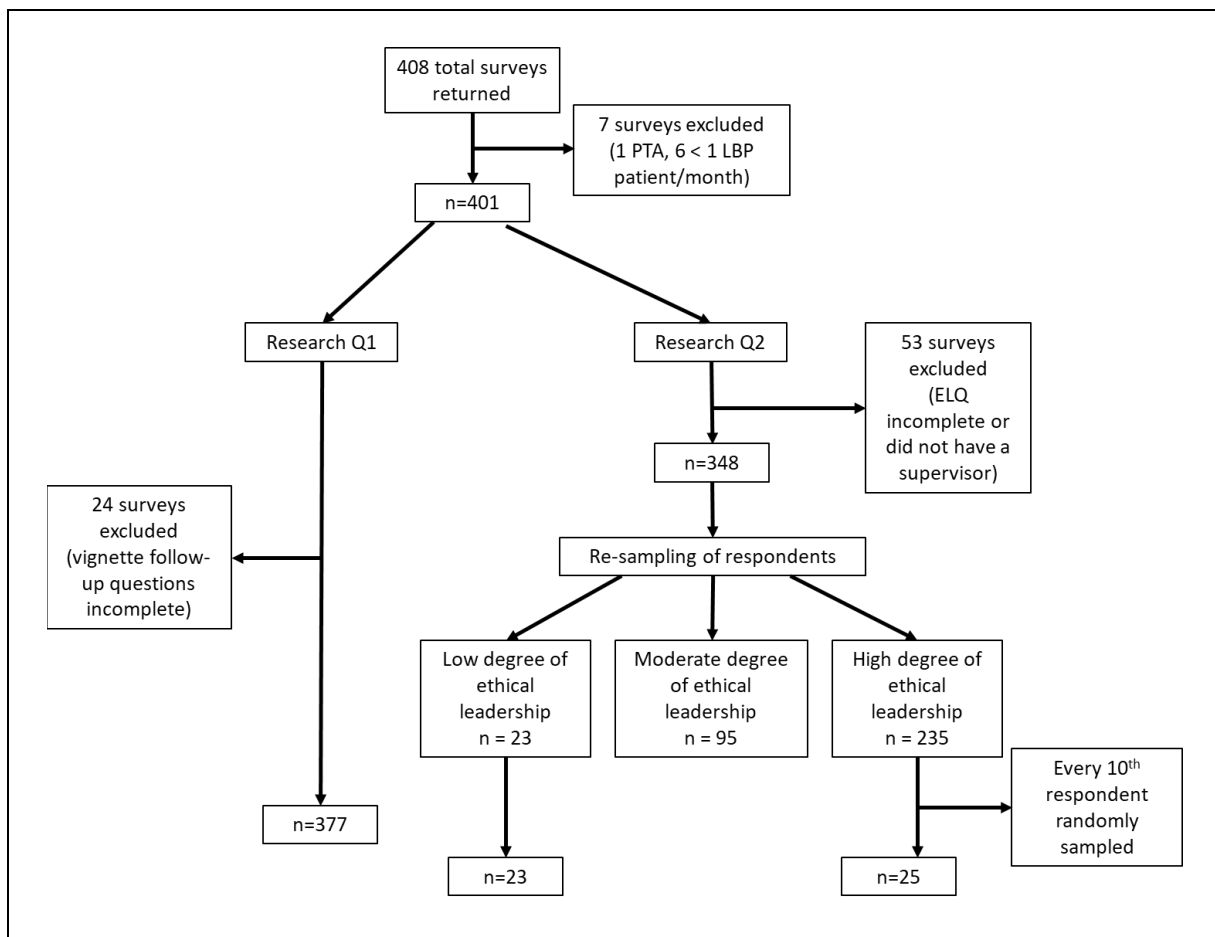 408 total surveys
returned
7 surveys excluded
(1 PTA, 6 < 1 LBP
patient/month)
n=401
Research Q1
Research Q2
53 surveys
excluded
(ELQ
incomplete or
did not have a
supervisor)
n=348
24 surveys
excluded
(vignette follow-
up questions
incomplete)
Re-sampling of respondents
Low degree of
ethical
leadership
n = 23
Moderate degree
of ethical
leadership
n = 95
High degree of
ethical
leadership
n = 235
Every 10th
respondent
randomly
sampled
n=377
n=23
n=25